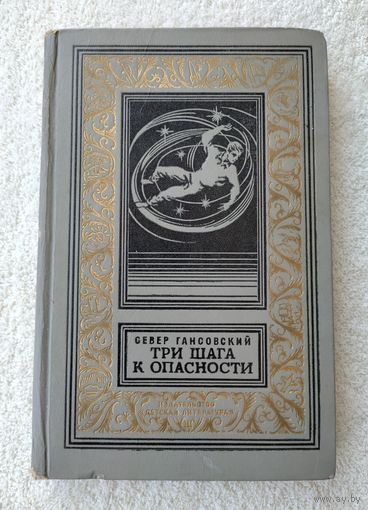 СЕВЕР ГАНСОВСКИЙ
ТРИ ШАГА
К ОПАСНОСТИ
ИЗДАТЕЛЬСТВО
«ДЕТСКАЯ ЛИТЕРАТУРА»
www.ay.by